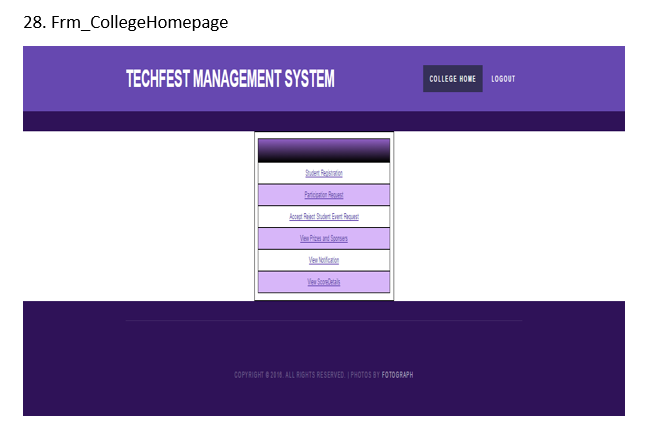 28. Frm_CollegeHomepage
TECHFEST MANAGEMENT SYSTEM
COLLEGE HOME LOGOUT
Student Registration
Participation Request
Accept Reject Student Event Request
View Prizes and Sponsers
View Notification
View ScoreDetails
COPYRIGHT © 2016. ALL RIGHTS RESERVED. | PHOTOS BY FOTOGRAPH